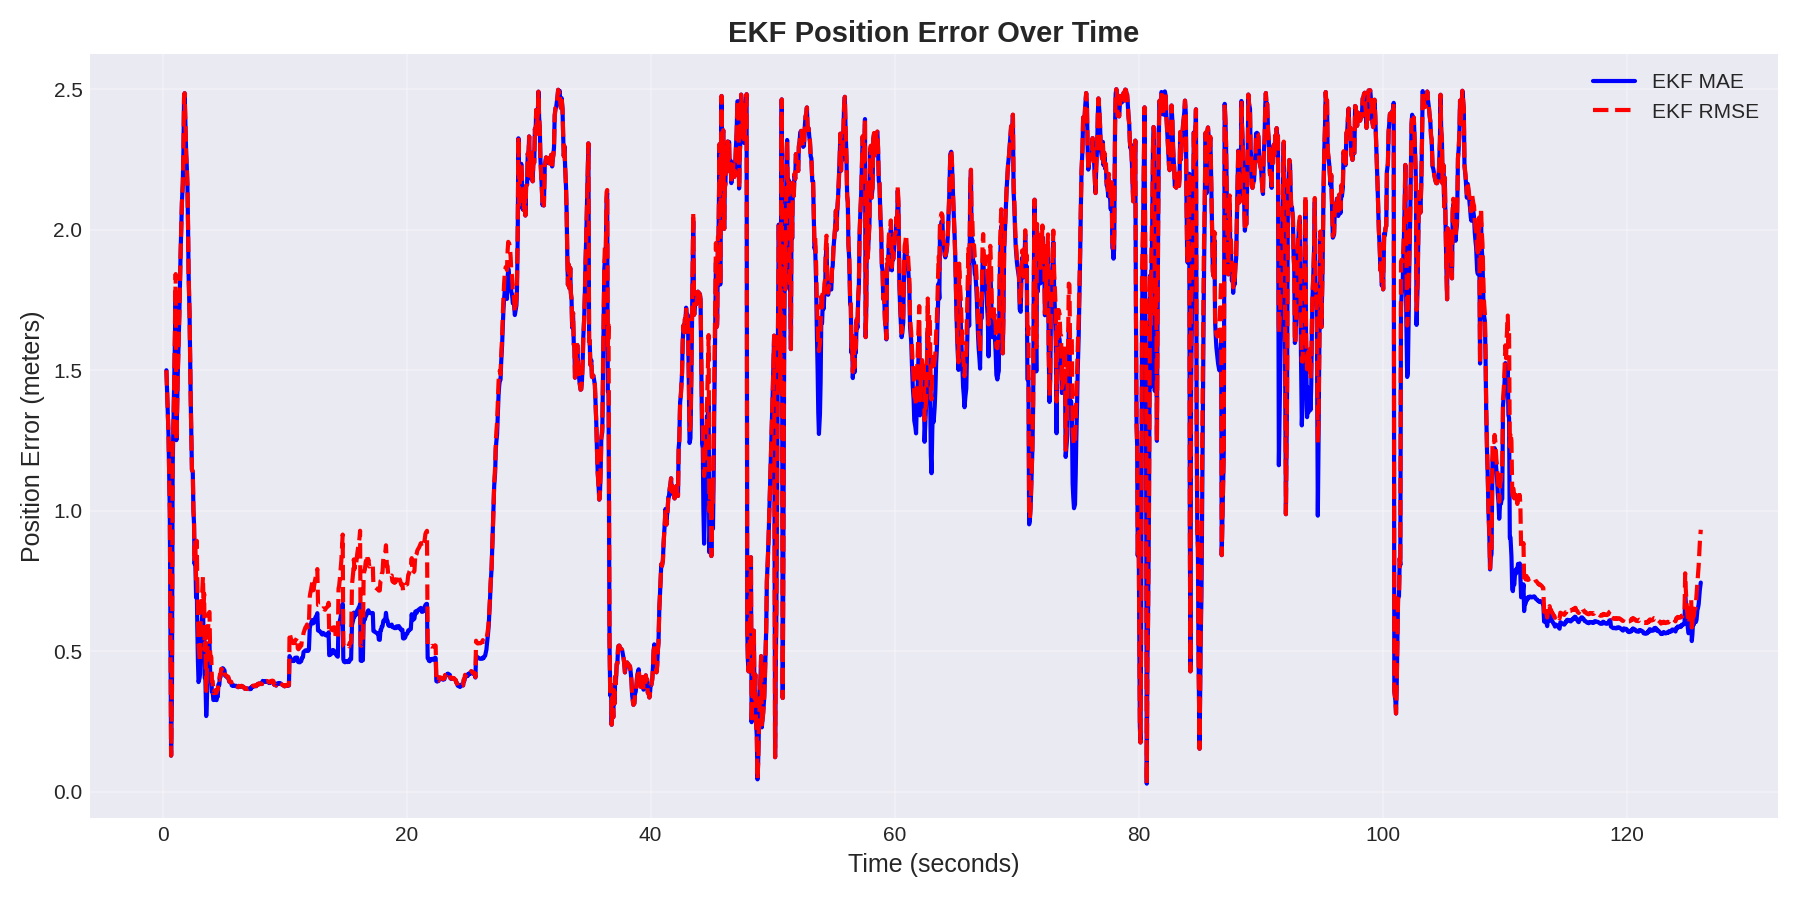 EKF Position Error Over Time
EKF MAE
EKF RMSE
Position Error (meters)
2.5
2.0
1.5
1.0
0.5
0.0
0
20
40
60
80
100
120
Time (seconds)